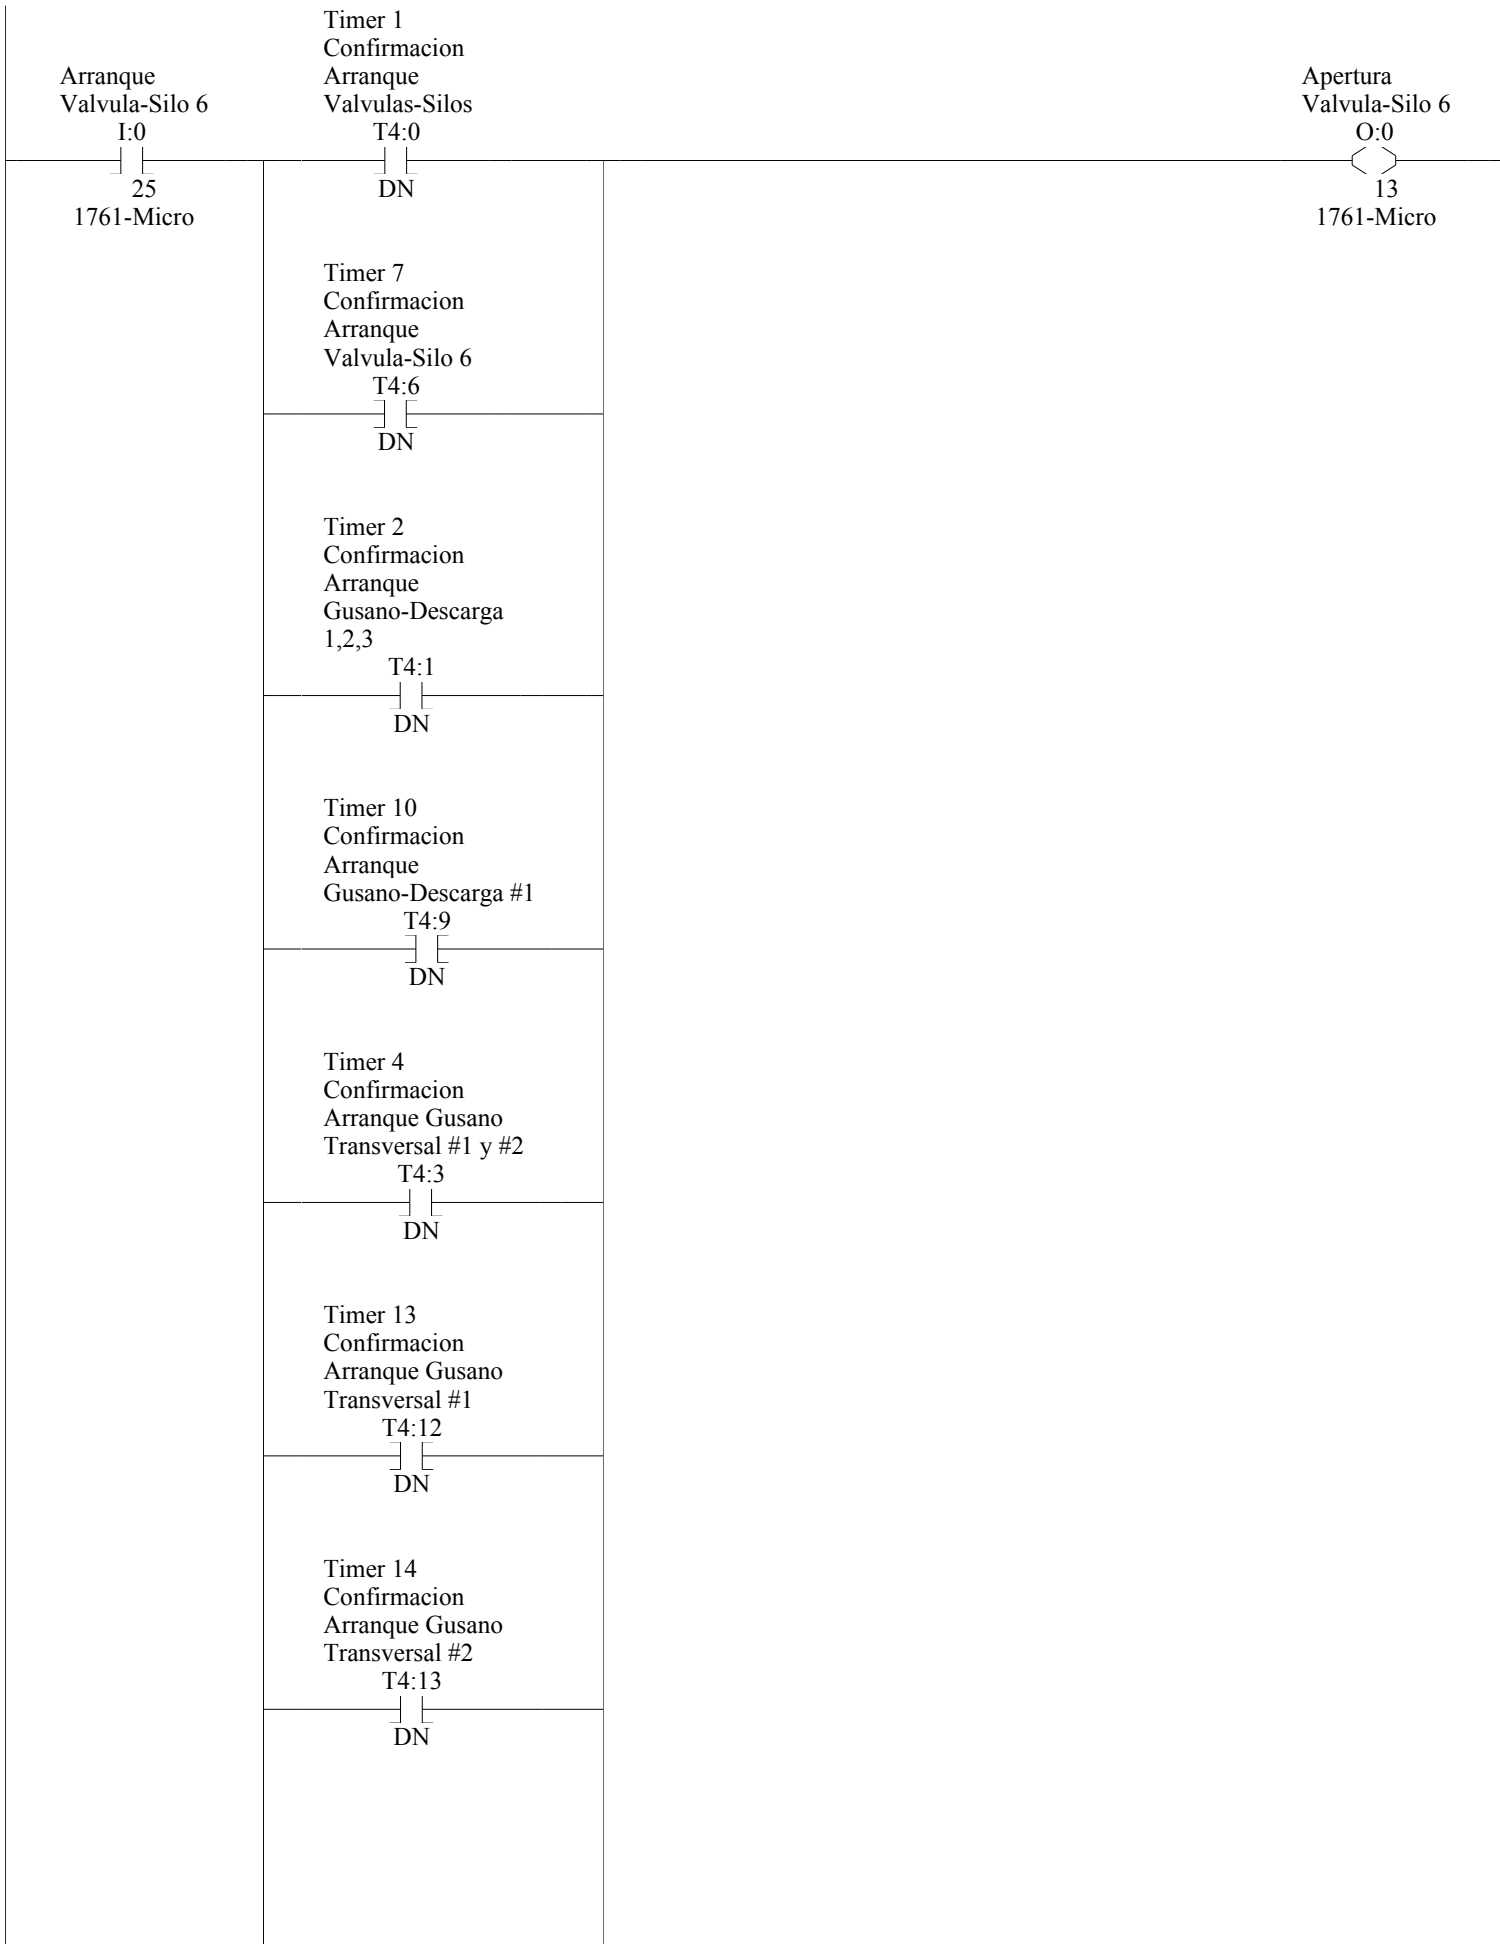 Arranque
Valvula-Silo 6
I:0
25
1761-Micro
Timer 1
Confirmacion
Arranque
Valvulas-Silos
T4:0
DN
Apertura
Valvula-Silo 6
O:0
13
1761-Micro
Timer 7
Confirmacion
Arranque
Valvula-Silo 6
T4:6
DN
Timer 2
Confirmacion
Arranque
Gusano-Descarga
1,2,3
T4:1
DN
Timer 10
Confirmacion
Arranque
Gusano-Descarga #1
T4:9
DN
Timer 4
Confirmacion
Arranque Gusano
Transversal #1 y #2
T4:3
DN
Timer 13
Confirmacion
Arranque Gusano
Transversal #1
T4:12
DN
Timer 14
Confirmacion
Arranque Gusano
Transversal #2
T4:13
DN